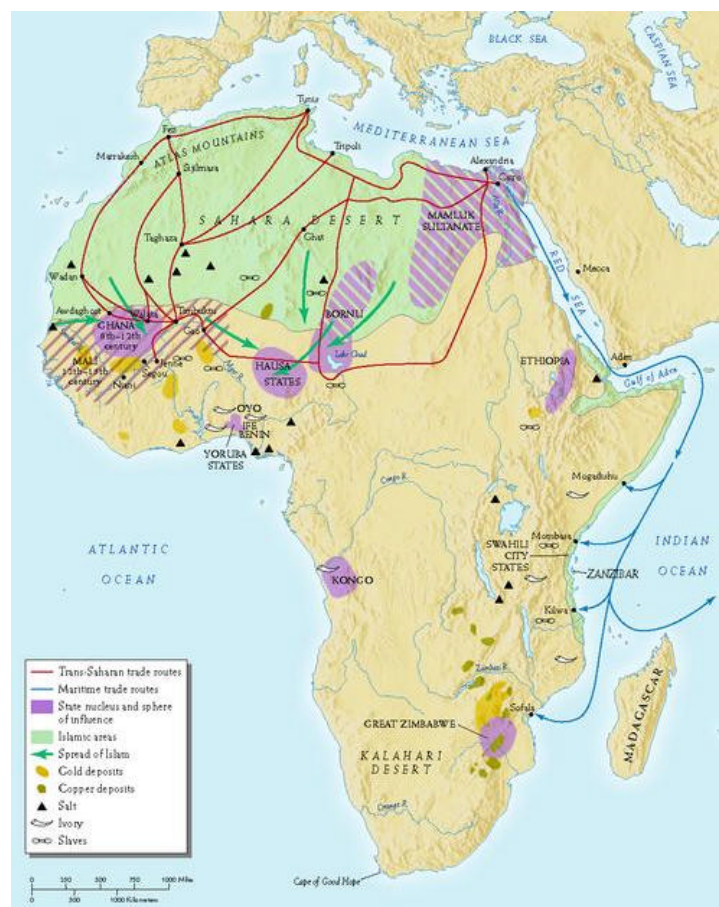 BLACK SEA
CASPIAN SEA
Tunis
Fez
MEDITERRANEAN SEA
ATLAS MOUNTAINS
Marrakesh
Tripoli
Sijilmara
Alexandria
Cairo
SAHARA DESERT
Nile R.
MAMLUK
SULTANATE
Taghaza
Ghat
Mecca
RED
SEA
Wadan
Awdaghost
Walata
Timbuktu
BORNU
GHANA
8th–12th
century
Gao
MALI
12th–15th
century
Jenne
Segou
Niani
Niger R.
HAUSA
STATES
Lake Chad
ETHIOPIA
Aden
Gulf of Aden
OYO
IFE
BENIN
YORUBA
STATES
Congo R.
Mogadishu
ATLANTIC
OCEAN
Mombasa
SWAHILI
CITY
STATES
INDIAN
OCEAN
ZANZIBAR
KONGO
Kilwa
Zambezi R.
Sofala
GREAT ZIMBABWE
MADAGASCAR
KALAHARI
DESERT
Orange R.
Cape of Good Hope
Trans-Saharan trade routes
Maritime trade routes
State nucleus and sphere
of influence
Islamic areas
Spread of Islam
Gold deposits
Copper deposits
Salt
Ivory
Slaves
0
1000 Mile
0
1000 Kilometers